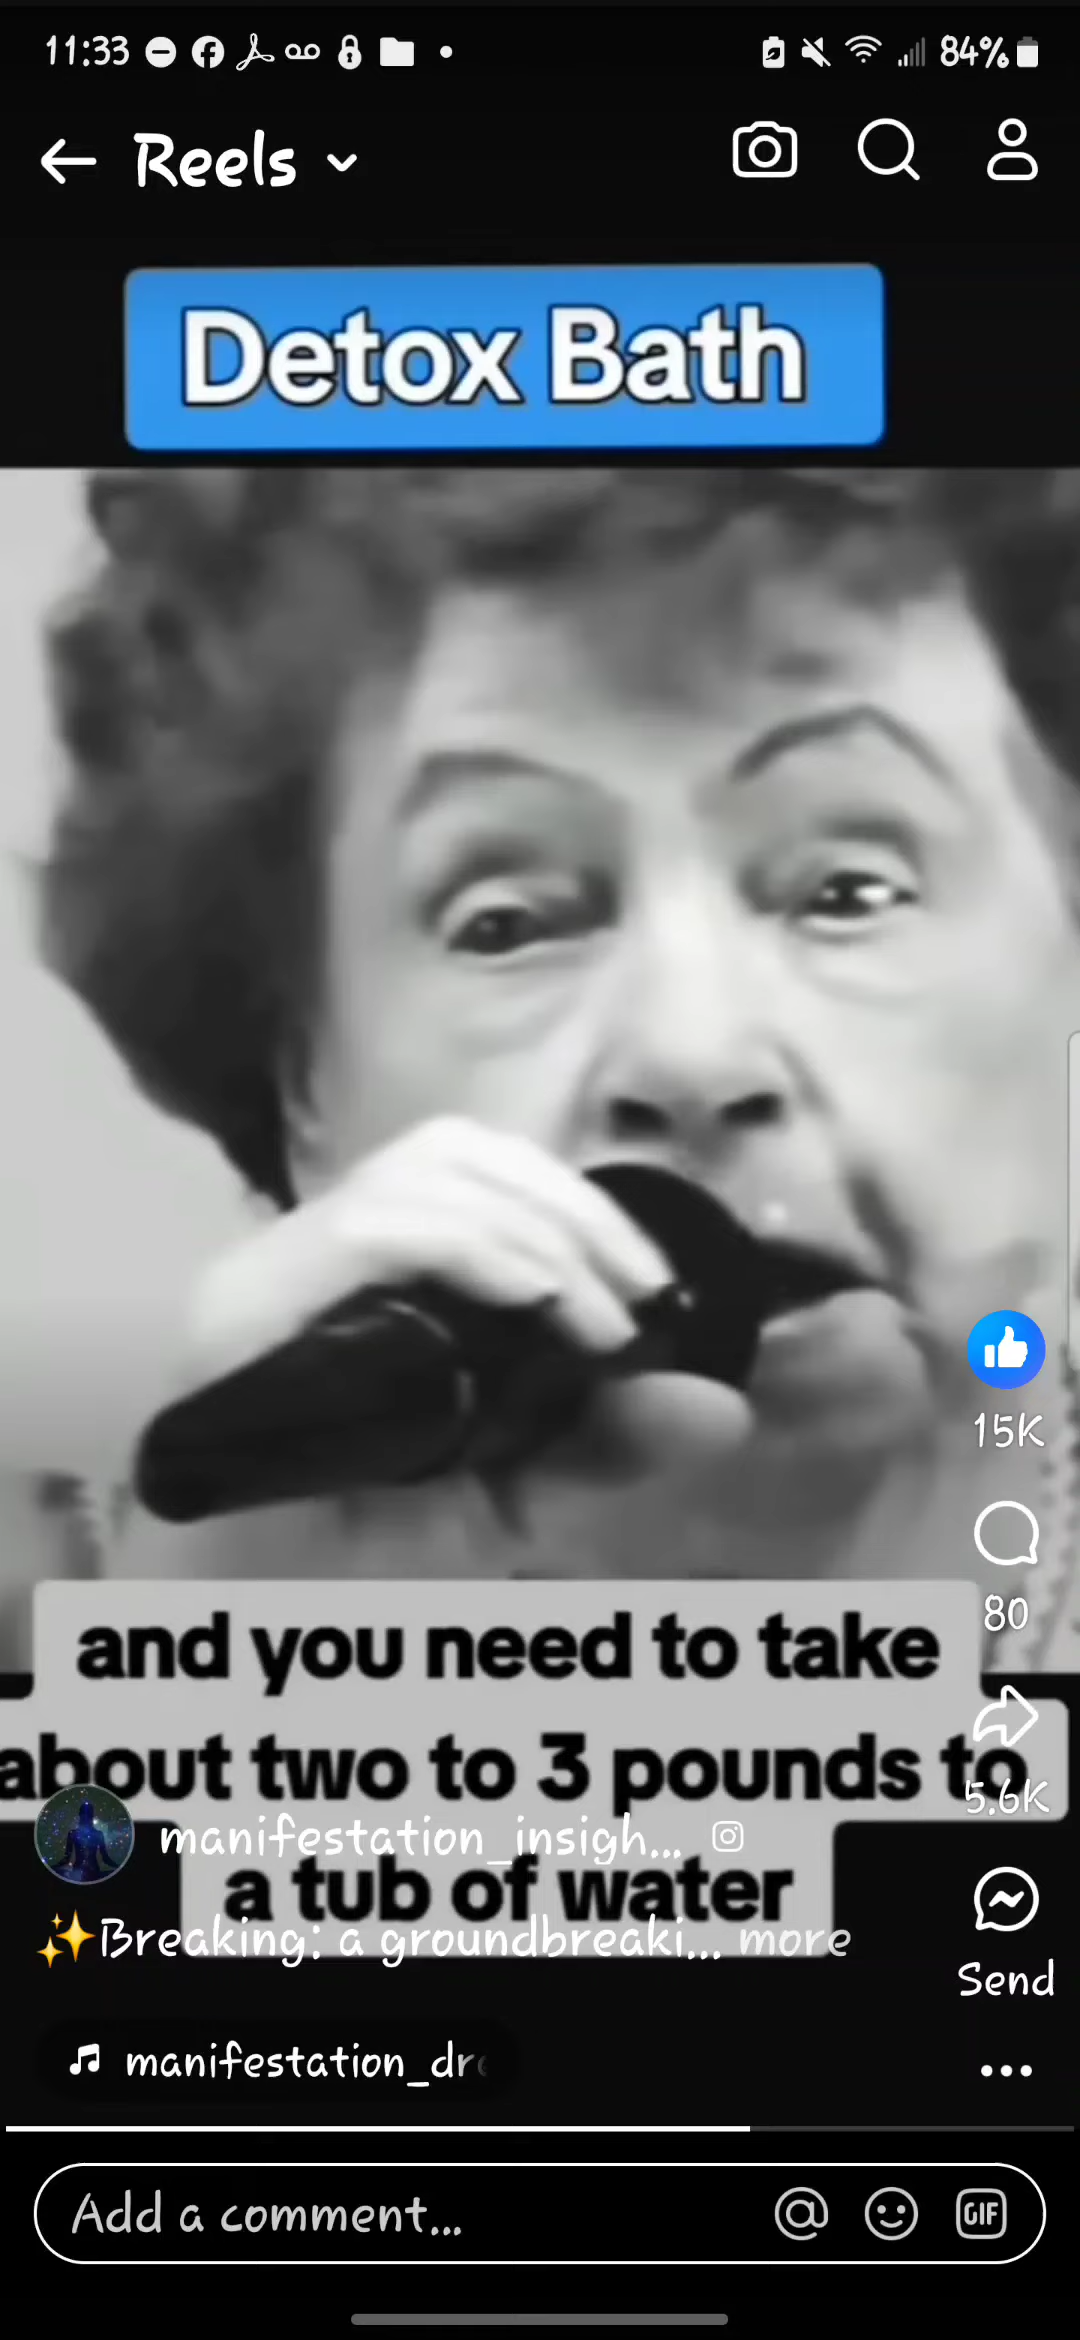 11:33 84%
Reels
Detox Bath
15K
and you need to take
80
about two to 3 pounds to
5.6K
manifestation_insigh...
a tub of water
✨Breaking: a groundbreaki... more
Send
manifestation_dr
Add a comment...
GIF